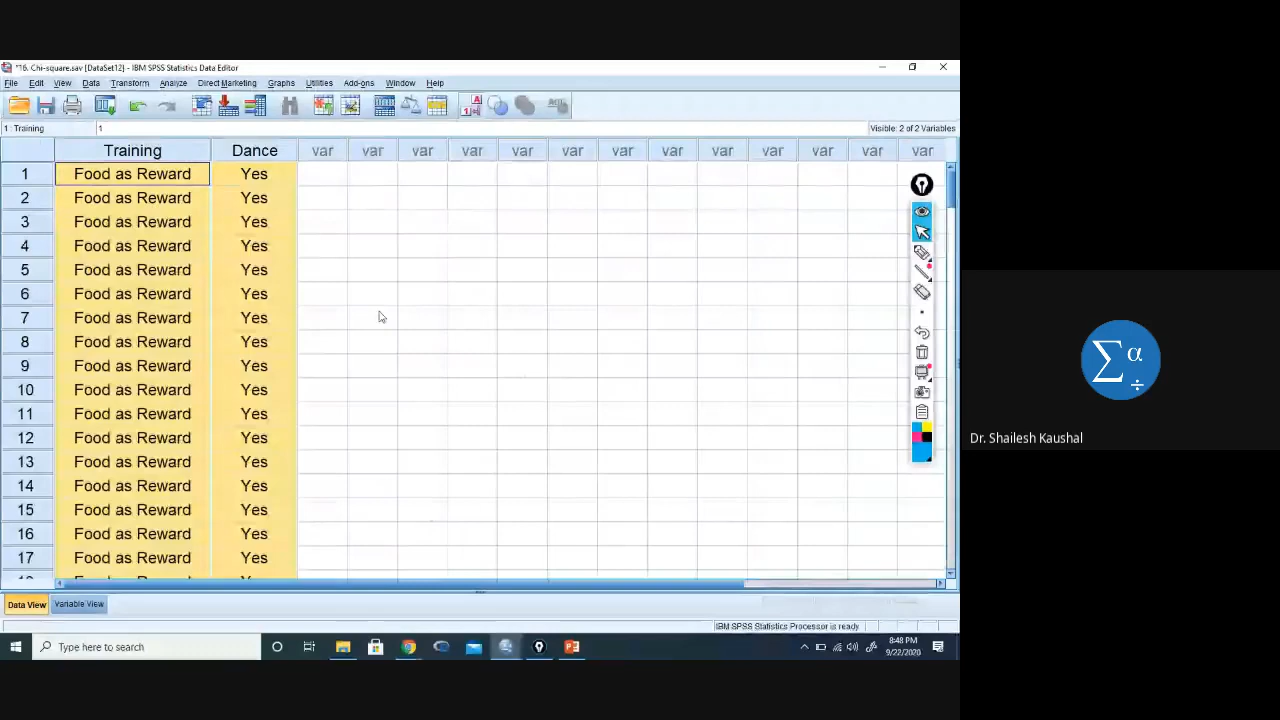 *16. Chi-square.sav [DataSet12] - IBM SPSS Statistics Data Editor
File Edit View Data Transform Analyze Direct Marketing Graphs Utilities Add-ons Window Help
1 : Training 1 Visible: 2 of 2 Variables
Training Dance var var var var var var var var var var var var var
1 Food as Reward Yes
2 Food as Reward Yes
3 Food as Reward Yes
4 Food as Reward Yes
5 Food as Reward Yes
6 Food as Reward Yes
7 Food as Reward Yes
8 Food as Reward Yes
9 Food as Reward Yes
10 Food as Reward Yes
11 Food as Reward Yes
12 Food as Reward Yes
13 Food as Reward Yes
14 Food as Reward Yes
15 Food as Reward Yes
16 Food as Reward Yes
17 Food as Reward Yes
Data View Variable View
IBM SPSS Statistics Processor is ready
Type here to search
8:48 PM
9/22/2020
Σ α ÷
Dr. Shailesh Kaushal